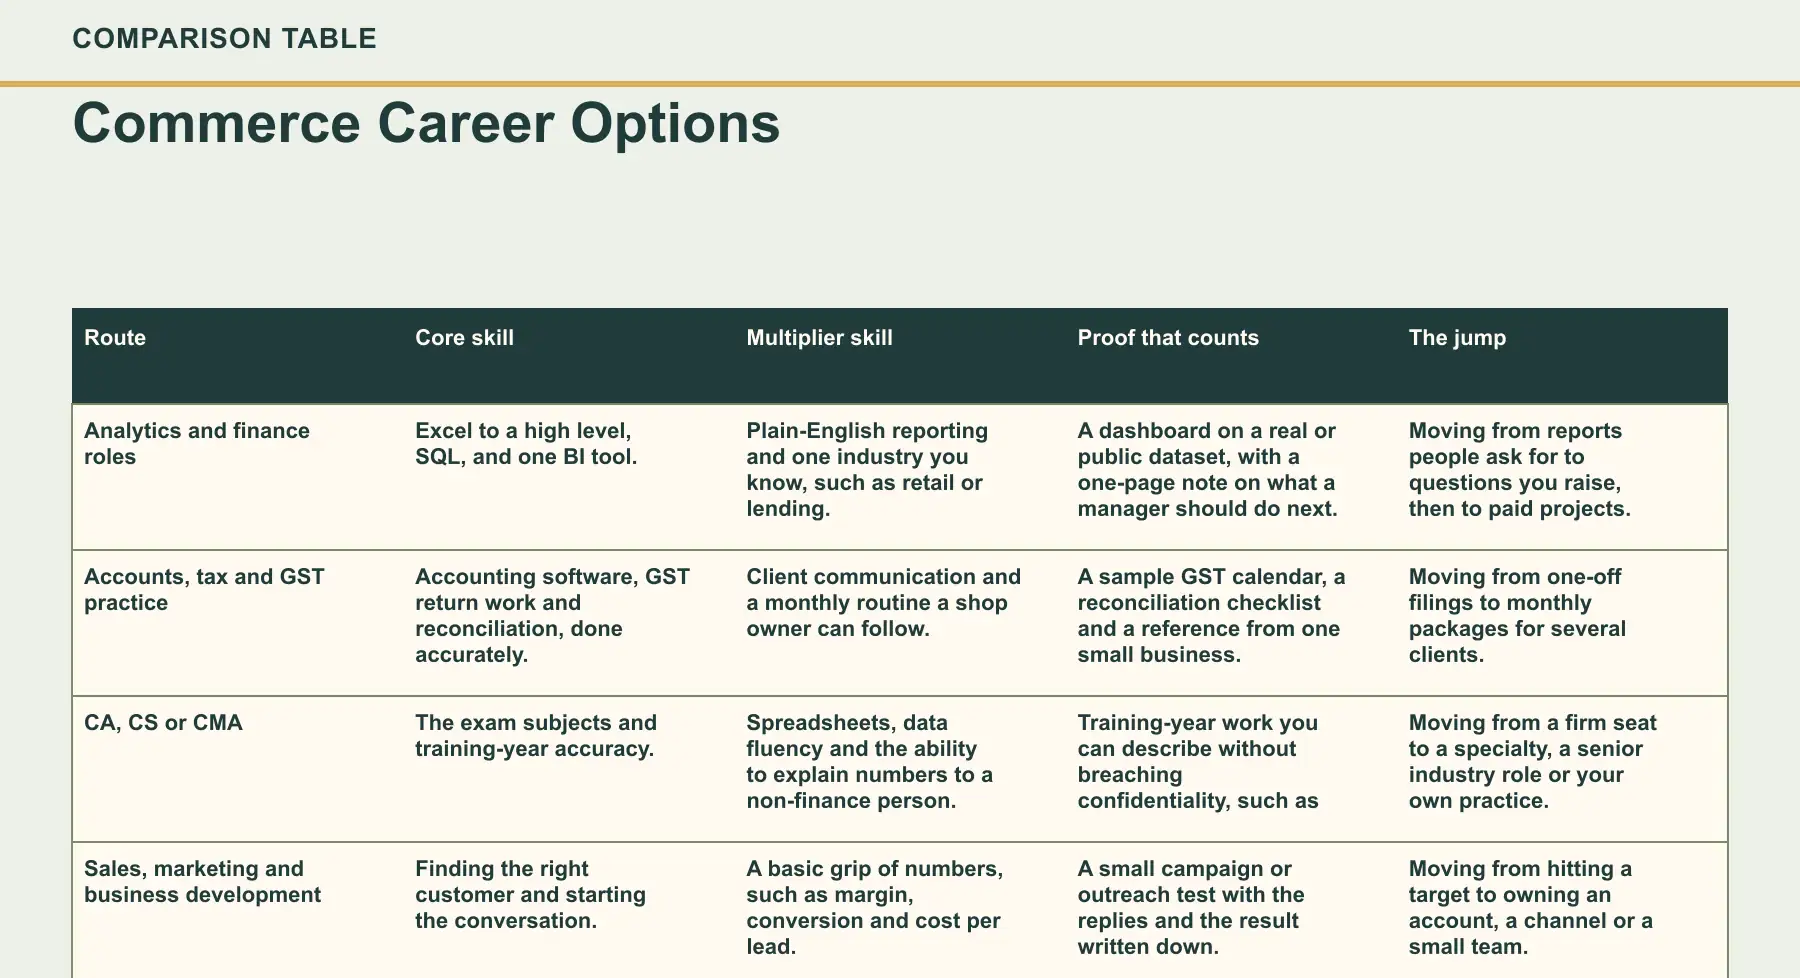 COMPARISON TABLE
Commerce Career Options
Route
Core skill
Multiplier skill
Proof that counts
The jump
Analytics and finance
roles
Excel to a high level,
SQL, and one BI tool.
Plain-English reporting
and one industry you
know, such as retail or
lending.
A dashboard on a real or
public dataset, with a
one-page note on what a
manager should do next.
Moving from reports
people ask for to
questions you raise,
then to paid projects.
Accounts, tax and GST
practice
Accounting software, GST
return work and
reconciliation, done
accurately.
Client communication and
a monthly routine a shop
owner can follow.
A sample GST calendar, a
reconciliation checklist
and a reference from one
small business.
Moving from one-off
filings to monthly
packages for several
clients.
CA, CS or CMA
The exam subjects and
training-year accuracy.
Spreadsheets, data
fluency and the ability
to explain numbers to a
non-finance person.
Training-year work you
can describe without
breaching
confidentiality, such as
Moving from a firm seat
to a specialty, a senior
industry role or your
own practice.
Sales, marketing and
business development
Finding the right
customer and starting
the conversation.
A basic grip of numbers,
such as margin,
conversion and cost per
lead.
A small campaign or
outreach test with the
replies and the result
written down.
Moving from hitting a
target to owning an
account, a channel or a
small team.